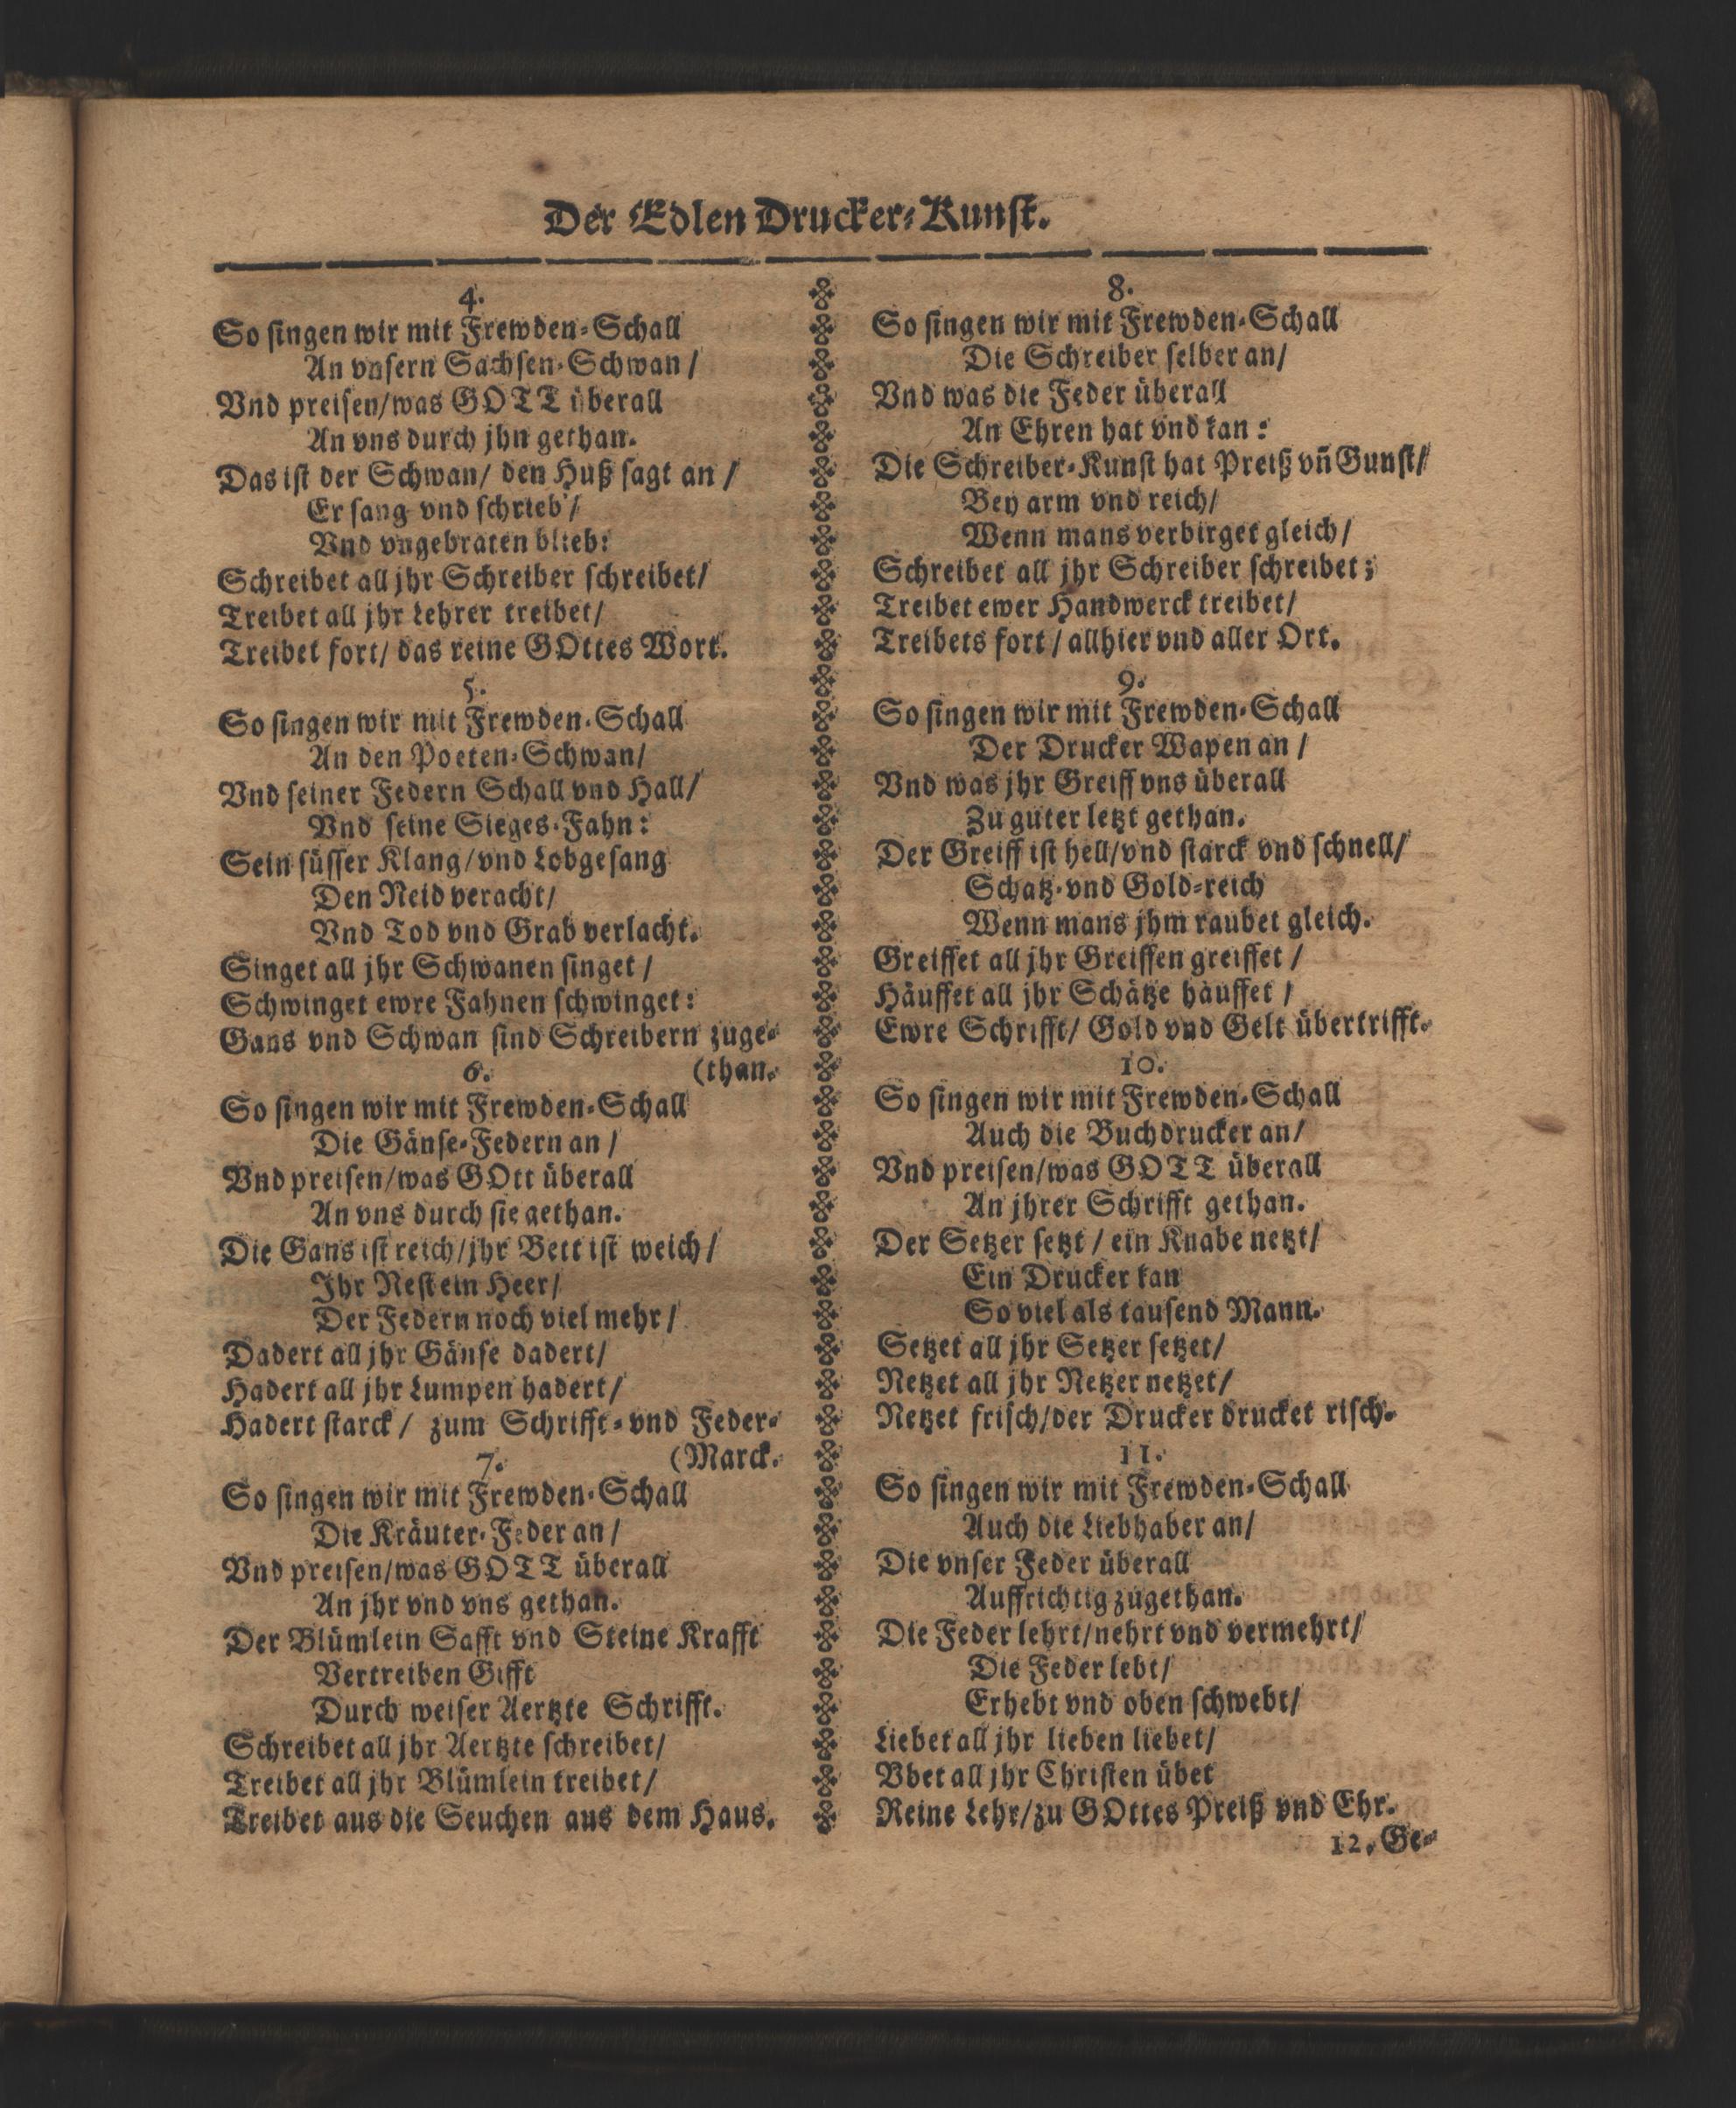 Der Edlen Drucker-Kunst.
4.
So singen wir mit Frewden-Schall
An vnsern Sachsen-Schwan /
Vnd preisen/was GOTT überall
An vns durch jhn gethan.
Das ist der Schwan/ den Huß sagt an /
Er sang vnd schrieb /
Vnd vngebraten blieb:
Schreibet all jhr Schreiber schreibet/
Treibet all jhr Lehrer treibet/
Treibet fort/ das reine GOttes Wort.
5.
So singen wir mit Frewden-Schall
An den Poeten-Schwan/
Vnd seiner Federn Schall vnd Hall/
Vnd seine Sieges-Fahn:
Sein süsser Klang/vnd Lobgesang
Den Neid veracht/
Vnd Tod vnd Grab verlacht.
Singet all jhr Schwanen singet /
Schwinget ewre Fahnen schwinget:
Gans vnd Schwan sind Schreibern zuge-
(than.
6.
So singen wir mit Frewden-Schall
Die Gänse-Federn an /
Vnd preisen/was GOtt überall
An vns durch sie gethan.
Die Gans ist reich/jhr Bett ist weich/
Ihr Nest ein Heer/
Der Federn noch viel mehr/
Dadert all jhr Gänse dadert/
Hadert all jhr Lumpen hadert/
Hadert starck / zum Schrifft- vnd Feder-
(Marck.
7.
So singen wir mit Frewden-Schall
Die Kräuter-Feder an/
Vnd preisen/was GOTT überall
An jhr vnd vns gethan.
Der Blümlein Safft vnd Steine Krafft
Vertreiben Gifft
Durch weiser Aertzte Schrifft.
Schreibet all jhr Aertzte schreibet/
Treibet all jhr Blümlein treibet/
Treibet aus die Seuchen aus dem Haus.
8.
So singen wir mit Frewden-Schall
Die Schreiber selber an/
Vnd was die Feder überall
An Ehren hat vnd kan:
Die Schreiber-Kunst hat Preiß vñ Gunst/
Bey arm vnd reich/
Wenn mans verbirget gleich/
Schreibet all jhr Schreiber schreibet;
Treibet ewer Handwerck treibet/
Treibets fort / allhier vnd aller Ort.
9.
So singen wir mit Frewden-Schall
Der Drucker Wapen an /
Vnd was jhr Greiff vns überall
Zu guter letzt gethan.
Der Greiff ist hell/vnd starck vnd schnell/
Schatz- vnd Gold-reich
Wenn mans jhm raubet gleich.
Greiffet all jhr Greiffen greiffet /
Häuffet all jhr Schätze häuffet /
Ewre Schrifft/ Gold vnd Gelt übertrifft.
10.
So singen wir mit Frewden-Schall
Auch die Buchdrucker an/
Vnd preisen/was GOTT überall
An jhrer Schrifft gethan.
Der Setzer setzt / ein Knabe netzt/
Ein Drucker kan
So viel als tausend Mann.
Setzet all jhr Setzer setzet/
Netzet all jhr Netzer netzet/
Netzet frisch/der Drucker drucket risch.
11.
So singen wir mit Frewden-Schall
Auch die Liebhaber an/
Die vnser Feder überall
Auffrichtig zugethan.
Die Feder lehrt/nehrt vnd vermehrt/
Die Feder lebt/
Erhebt vnd oben schwebt/
Liebet all jhr lieben liebet/
Vbet all jhr Christen übet
Reine Lehr/zu GOttes Preiß vnd Ehr.
12. Ge-